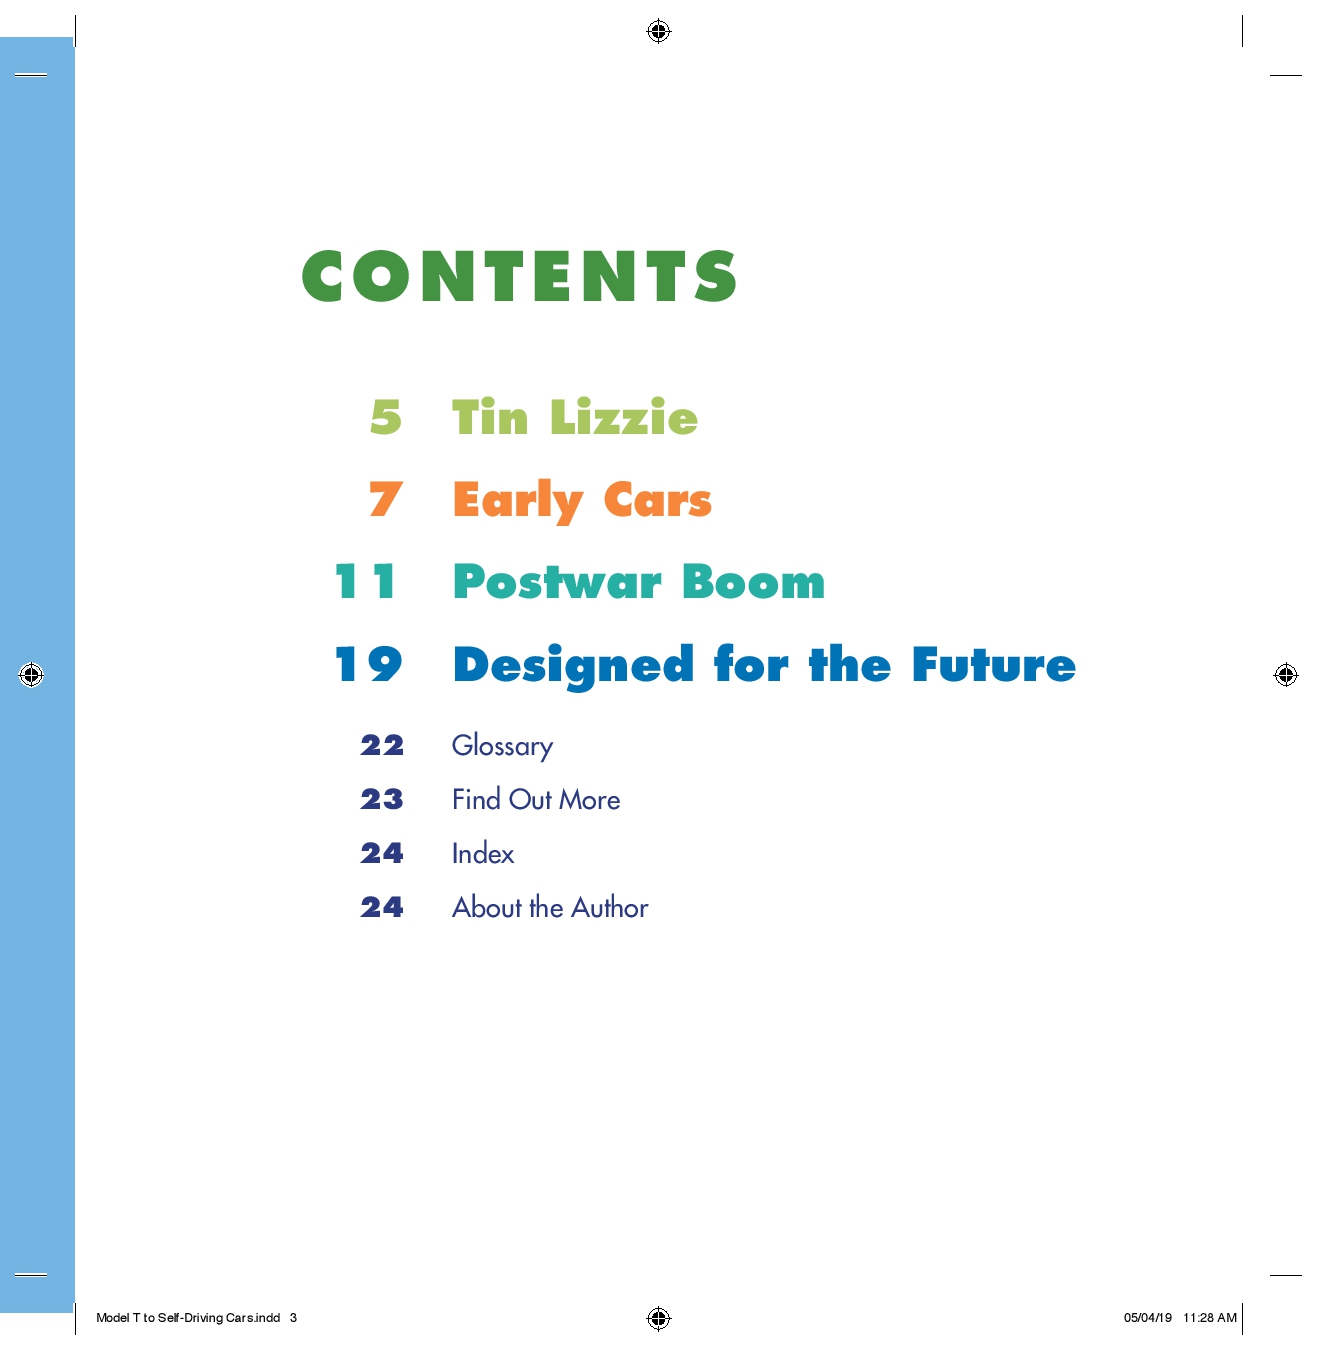 CONTENTS
5 Tin Lizzie
7 Early Cars
11 Postwar Boom
19 Designed for the Future
22 Glossary
23 Find Out More
24 Index
24 About the Author
Model T to Self-Driving Cars.indd 3 05/04/19 11:28 AM